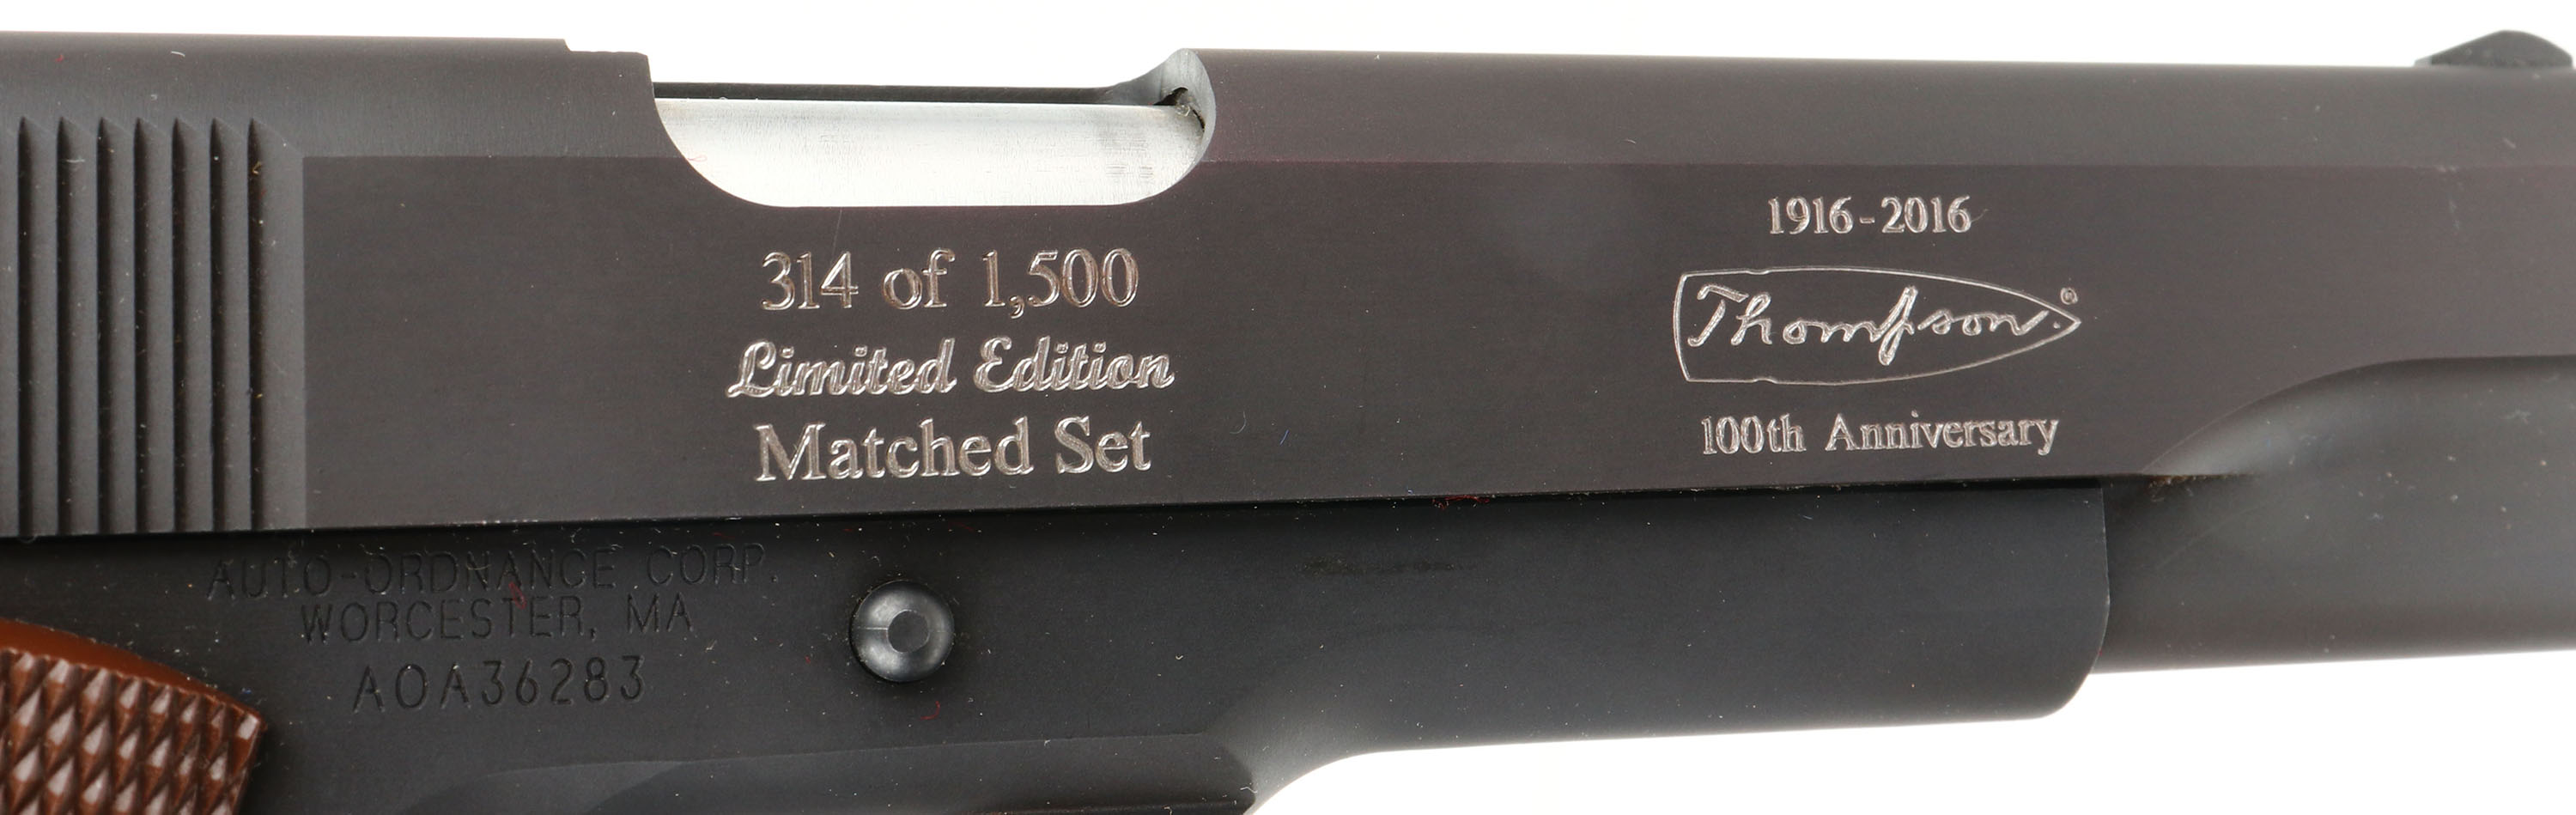 314 of 1,500
Limited Edition
Matched Set
1916-2016
Thompson.®
100th Anniversary
AUTO-ORDNANCE CORP.
WORCESTER, MA
AOA36283